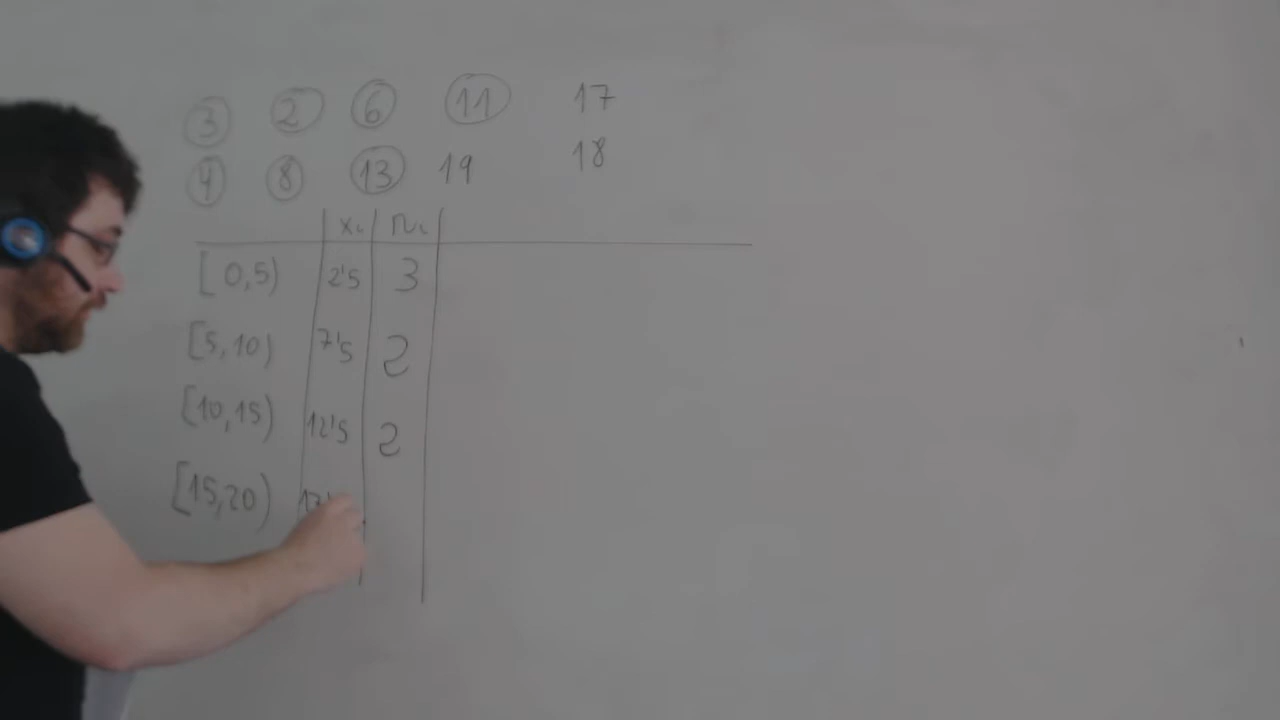 3 2 6 11 17
4 8 13 19 18
xi ni
[0,5) 2'5 3
[5,10) 7'5 2
[10,15) 12'5 2
[15,20)